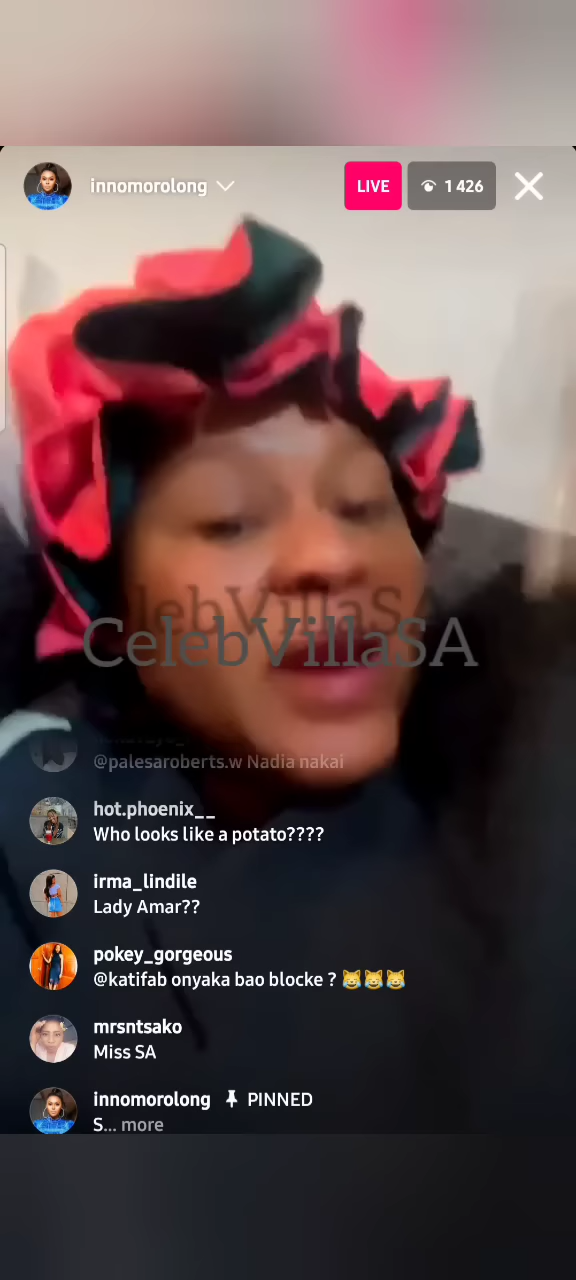 innomorolong
LIVE
1 426
CelebVillaSA
@palesaroberts.w Nadia nakai
hot.phoenix__
Who looks like a potato????
irma_lindile
Lady Amar??
pokey_gorgeous
@katifab onyaka bao blocke ? 😹😹😹
mrsntsako
Miss SA
innomorolong PINNED
S... more